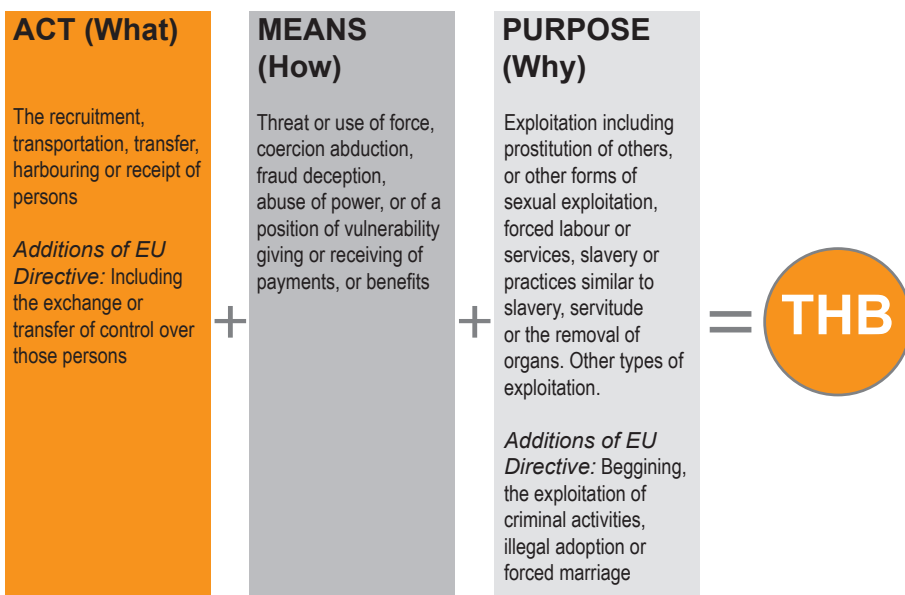 ACT (What)
The recruitment,
transportation, transfer,
harbouring or receipt of
persons
Additions of EU
Directive: Including
the exchange or
transfer of control over
those persons
+
MEANS
(How)
Threat or use of force,
coercion abduction,
fraud deception,
abuse of power, or of a
position of vulnerability
giving or receiving of
payments, or benefits
+
PURPOSE
(Why)
Exploitation including
prostitution of others,
or other forms of
sexual exploitation,
forced labour or
services, slavery or
practices similar to
slavery, servitude
or the removal of
organs. Other types of
exploitation.
Additions of EU
Directive: Beggining,
the exploitation of
criminal activities,
illegal adoption or
forced marriage
=
THB